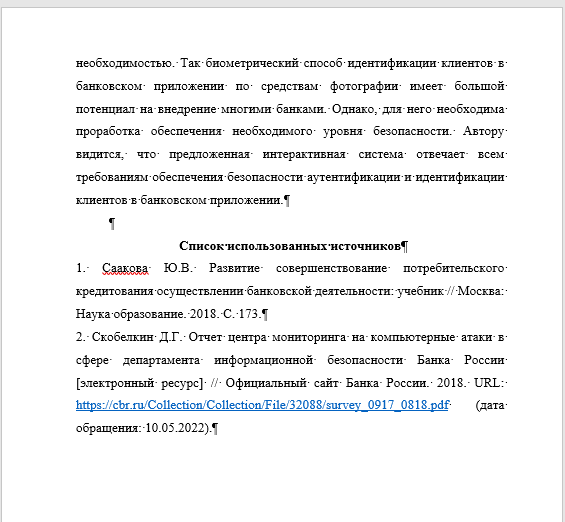 необходимостью. Так биометрический способ идентификации клиентов в
банковском приложении по средствам фотографии имеет большой
потенциал на внедрение многими банками. Однако, для него необходима
проработка обеспечения необходимого уровня безопасности. Автору
видится, что предложенная интерактивная система отвечает всем
требованиям обеспечения безопасности аутентификации и идентификации
клиентов в банковском приложении.¶
¶
Список использованных источников¶
1. Саакова Ю.В. Развитие совершенствование потребительского
кредитования осуществлении банковской деятельности: учебник // Москва:
Наука образование. 2018. С. 173.¶
2. Скобелкин Д.Г. Отчет центра мониторинга на компьютерные атаки в
сфере департамента информационной безопасности Банка России
[электронный ресурс] // Официальный сайт Банка России. 2018. URL:
https://cbr.ru/Collection/Collection/File/32088/survey_0917_0818.pdf (дата
обращения: 10.05.2022).¶